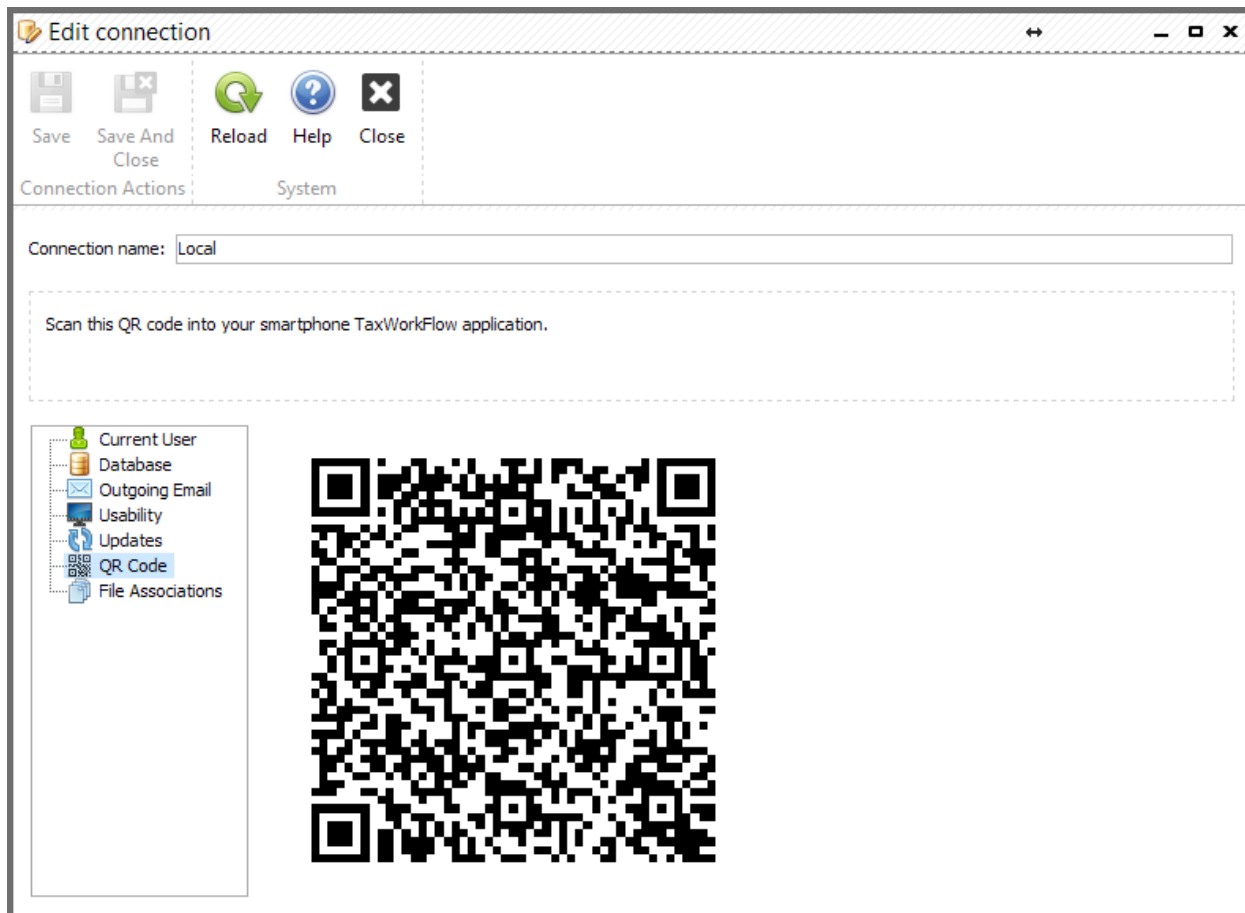 Edit connection
Save
Save And
Close
Reload
Help
Close
Connection Actions
System
Connection name: Local
Scan this QR code into your smartphone TaxWorkFlow application.
Current User
Database
Outgoing Email
Usability
Updates
QR Code
File Associations